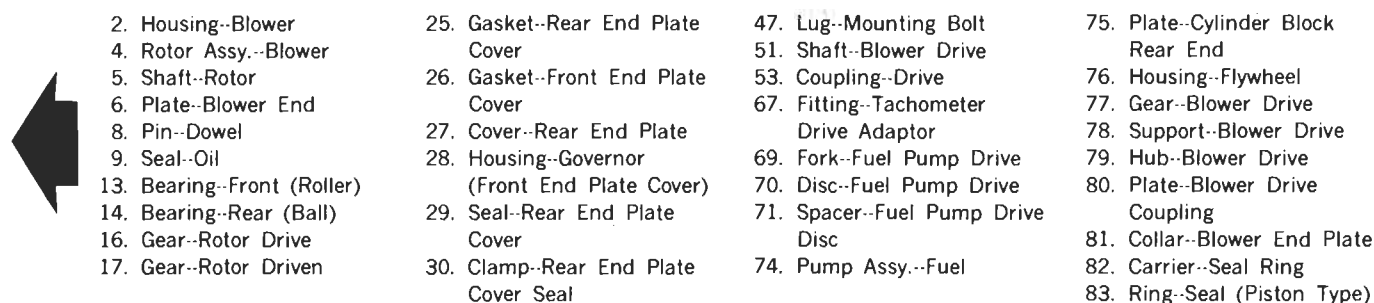 2. Housing--Blower
4. Rotor Assy.--Blower
5. Shaft--Rotor
6. Plate--Blower End
8. Pin--Dowel
9. Seal--Oil
13. Bearing--Front (Roller)
14. Bearing--Rear (Ball)
16. Gear--Rotor Drive
17. Gear--Rotor Driven
25. Gasket--Rear End Plate
Cover
26. Gasket--Front End Plate
Cover
27. Cover--Rear End Plate
28. Housing--Governor
(Front End Plate Cover)
29. Seal--Rear End Plate
Cover
30. Clamp--Rear End Plate
Cover Seal
47. Lug--Mounting Bolt
51. Shaft--Blower Drive
53. Coupling--Drive
67. Fitting--Tachometer
Drive Adaptor
69. Fork--Fuel Pump Drive
70. Disc--Fuel Pump Drive
71. Spacer--Fuel Pump Drive
Disc
74. Pump Assy.--Fuel
75. Plate--Cylinder Block
Rear End
76. Housing--Flywheel
77. Gear--Blower Drive
78. Support--Blower Drive
79. Hub--Blower Drive
80. Plate--Blower Drive
Coupling
81. Collar--Blower End Plate
82. Carrier--Seal Ring
83. Ring--Seal (Piston Type)